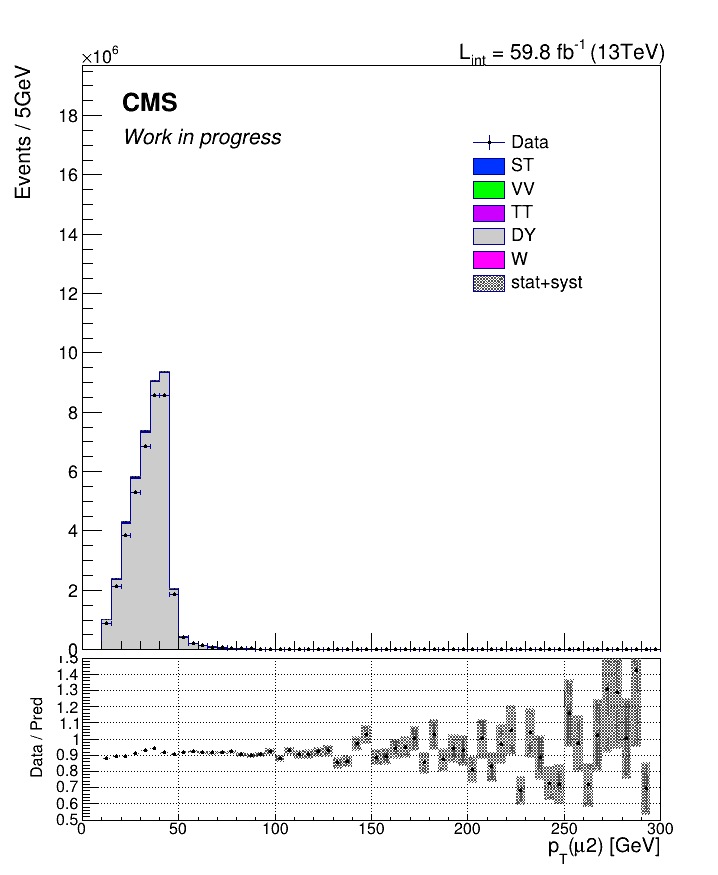 ×10⁶
L_int = 59.8 fb⁻¹ (13TeV)
Events / 5GeV
CMS
Work in progress
Data
ST
VV
TT
DY
W
stat+syst
18
16
14
12
10
8
6
4
2
0
Data / Pred
1.5
1.4
1.3
1.2
1.1
1
0.9
0.8
0.7
0.6
0.5
0 50 100 150 200 250 300
p_T(μ2) [GeV]